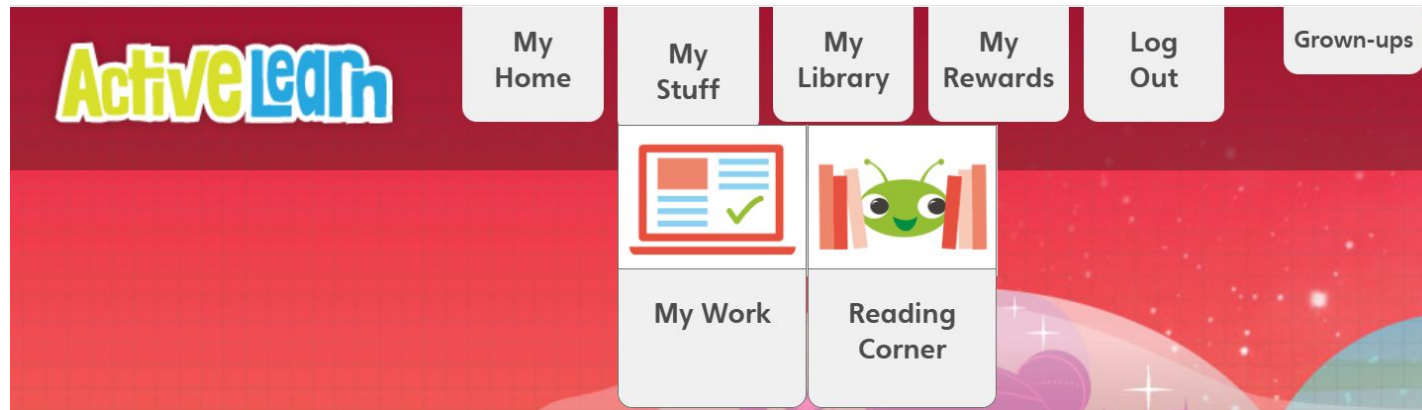 ActiveLearn
My
Home
My
Stuff
My
Library
My
Rewards
Log
Out
Grown-ups
My Work
Reading
Corner